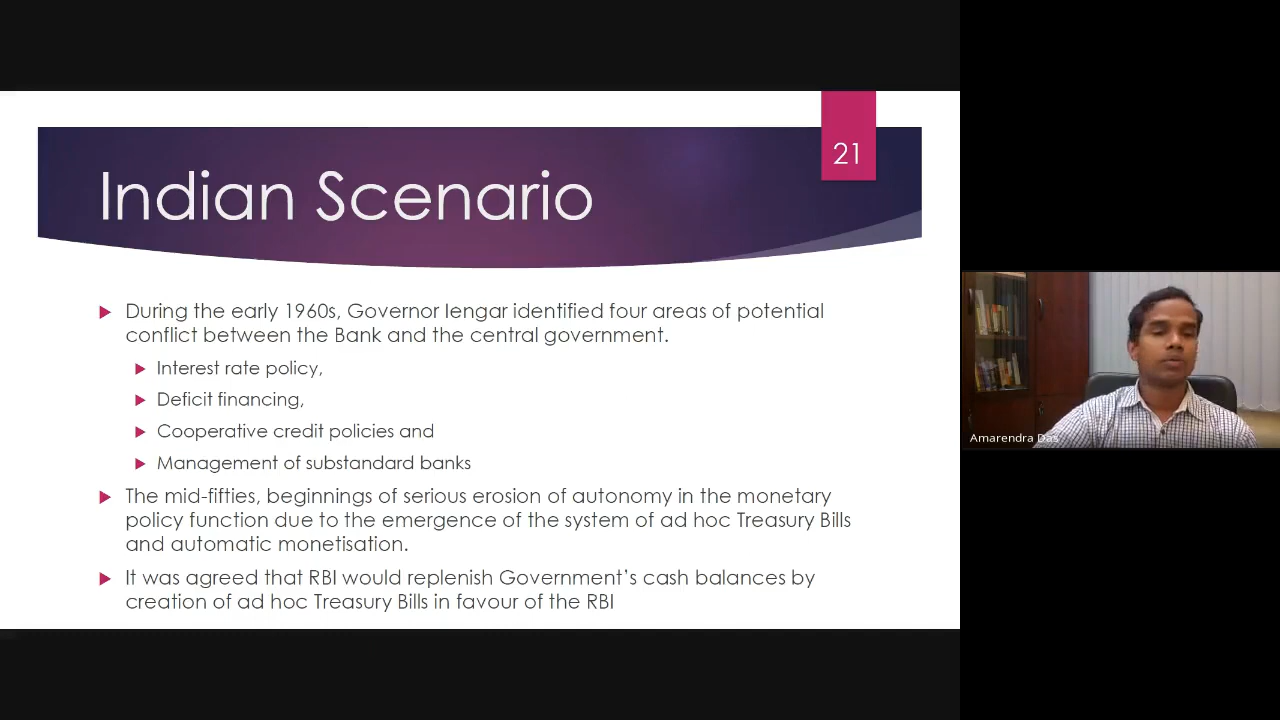 21
Indian Scenario
During the early 1960s, Governor Iengar identified four areas of potential
conflict between the Bank and the central government.
Interest rate policy,
Deficit financing,
Cooperative credit policies and
Management of substandard banks
The mid-fifties, beginnings of serious erosion of autonomy in the monetary
policy function due to the emergence of the system of ad hoc Treasury Bills
and automatic monetisation.
It was agreed that RBI would replenish Government's cash balances by
creation of ad hoc Treasury Bills in favour of the RBI
Amarendra Das